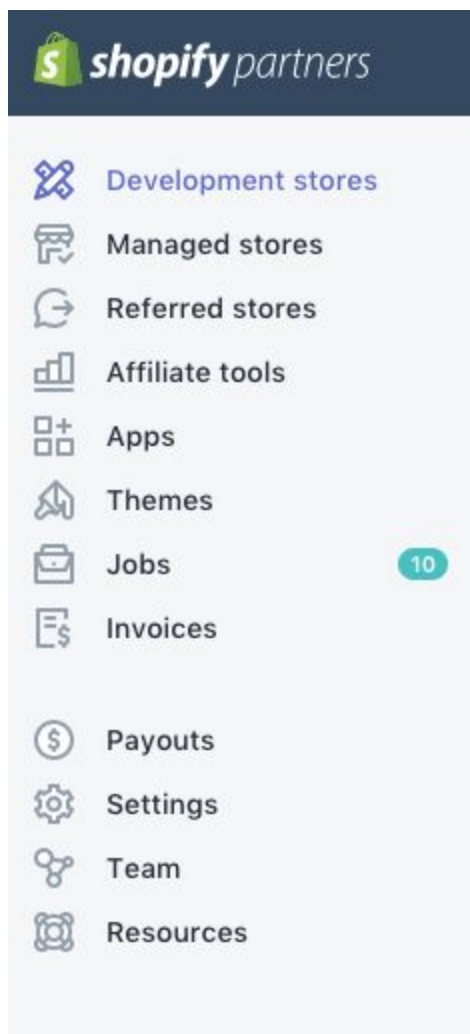 shopify partners
Development stores
Managed stores
Referred stores
Affiliate tools
Apps
Themes
Jobs 10
Invoices
Payouts
Settings
Team
Resources